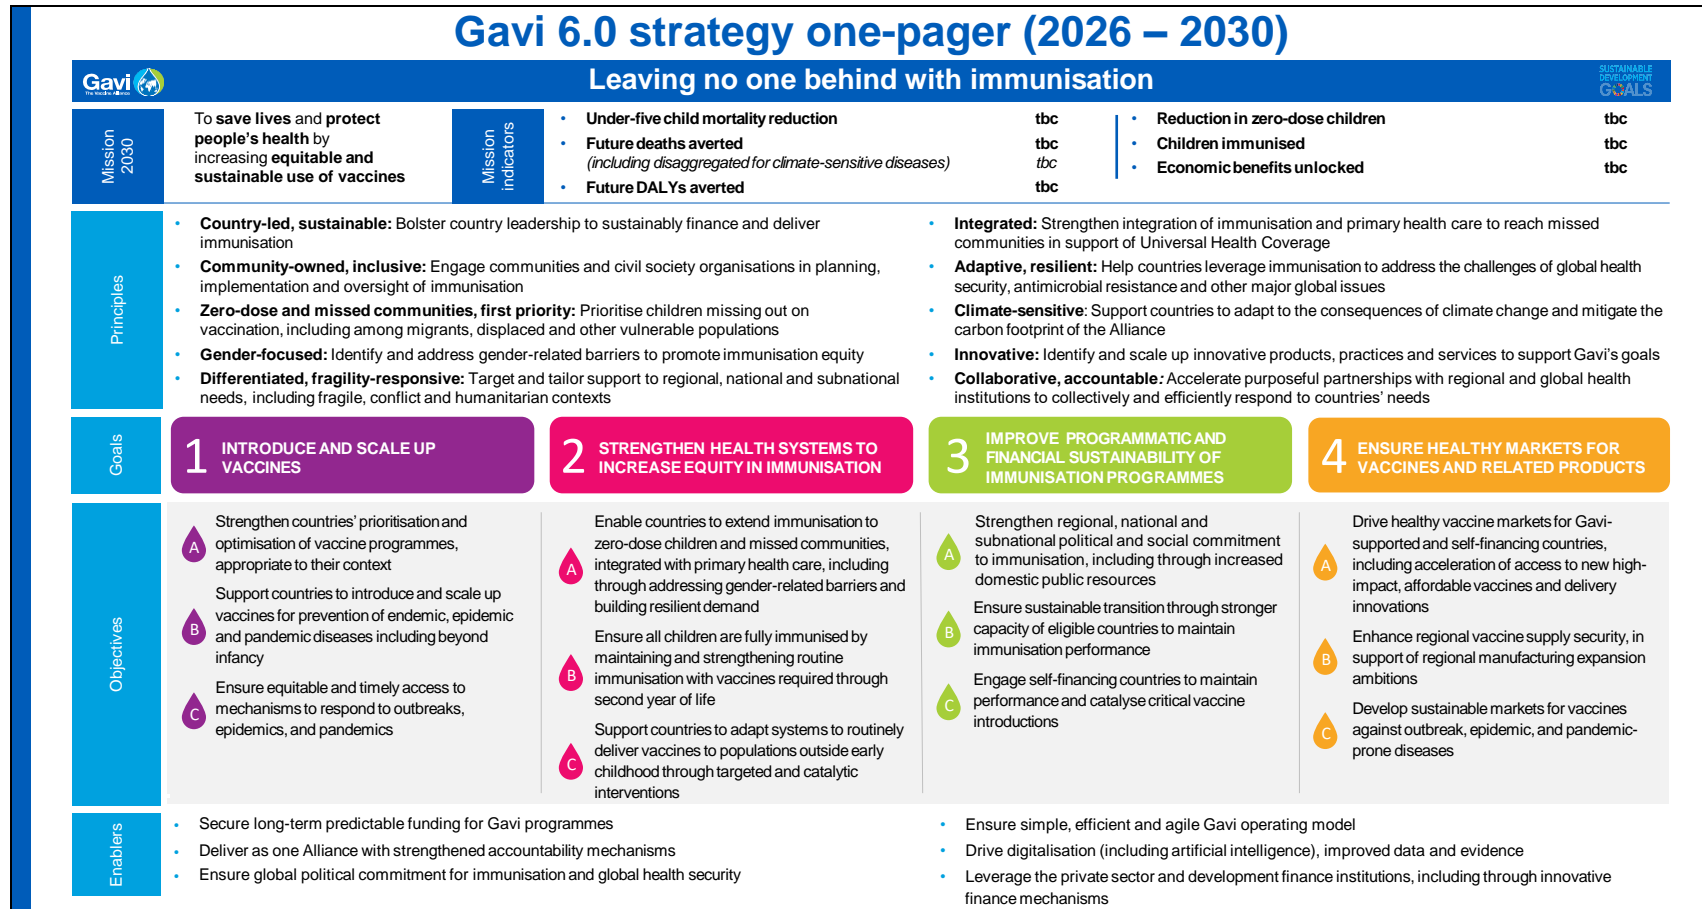 Gavi 6.0 strategy one-pager (2026 – 2030)
Gavi
The Vaccine Alliance
Leaving no one behind with immunisation
SUSTAINABLE
DEVELOPMENT
GOALS
Mission
2030
To save lives and protect
people's health by
increasing equitable and
sustainable use of vaccines
Mission
indicators
• Under-five child mortality reduction tbc
• Future deaths averted tbc
(including disaggregated for climate-sensitive diseases) tbc
• Future DALYs averted tbc
• Reduction in zero-dose children tbc
• Children immunised tbc
• Economic benefits unlocked tbc
Principles
• Country-led, sustainable: Bolster country leadership to sustainably finance and deliver
immunisation
• Community-owned, inclusive: Engage communities and civil society organisations in planning,
implementation and oversight of immunisation
• Zero-dose and missed communities, first priority: Prioritise children missing out on
vaccination, including among migrants, displaced and other vulnerable populations
• Gender-focused: Identify and address gender-related barriers to promote immunisation equity
• Differentiated, fragility-responsive: Target and tailor support to regional, national and subnational
needs, including fragile, conflict and humanitarian contexts
• Integrated: Strengthen integration of immunisation and primary health care to reach missed
communities in support of Universal Health Coverage
• Adaptive, resilient: Help countries leverage immunisation to address the challenges of global health
security, antimicrobial resistance and other major global issues
• Climate-sensitive: Support countries to adapt to the consequences of climate change and mitigate the
carbon footprint of the Alliance
• Innovative: Identify and scale up innovative products, practices and services to support Gavi's goals
• Collaborative, accountable: Accelerate purposeful partnerships with regional and global health
institutions to collectively and efficiently respond to countries' needs
Goals
1 INTRODUCE AND SCALE UP
VACCINES
2 STRENGTHEN HEALTH SYSTEMS TO
INCREASE EQUITY IN IMMUNISATION
3 IMPROVE PROGRAMMATIC AND
FINANCIAL SUSTAINABILITY OF
IMMUNISATION PROGRAMMES
4 ENSURE HEALTHY MARKETS FOR
VACCINES AND RELATED PRODUCTS
Objectives
A Strengthen countries' prioritisation and
optimisation of vaccine programmes,
appropriate to their context
B Support countries to introduce and scale up
vaccines for prevention of endemic, epidemic
and pandemic diseases including beyond
infancy
C Ensure equitable and timely access to
mechanisms to respond to outbreaks,
epidemics, and pandemics
A Enable countries to extend immunisation to
zero-dose children and missed communities,
integrated with primary health care, including
through addressing gender-related barriers and
building resilient demand
B Ensure all children are fully immunised by
maintaining and strengthening routine
immunisation with vaccines required through
second year of life
C Support countries to adapt systems to routinely
deliver vaccines to populations outside early
childhood through targeted and catalytic
interventions
A Strengthen regional, national and
subnational political and social commitment
to immunisation, including through increased
domestic public resources
B Ensure sustainable transition through stronger
capacity of eligible countries to maintain
immunisation performance
C Engage self-financing countries to maintain
performance and catalyse critical vaccine
introductions
A Drive healthy vaccine markets for Gavi-
supported and self-financing countries,
including acceleration of access to new high-
impact, affordable vaccines and delivery
innovations
B Enhance regional vaccine supply security, in
support of regional manufacturing expansion
ambitions
C Develop sustainable markets for vaccines
against outbreak, epidemic, and pandemic-
prone diseases
Enablers
• Secure long-term predictable funding for Gavi programmes
• Deliver as one Alliance with strengthened accountability mechanisms
• Ensure global political commitment for immunisation and global health security
• Ensure simple, efficient and agile Gavi operating model
• Drive digitalisation (including artificial intelligence), improved data and evidence
• Leverage the private sector and development finance institutions, including through innovative
finance mechanisms